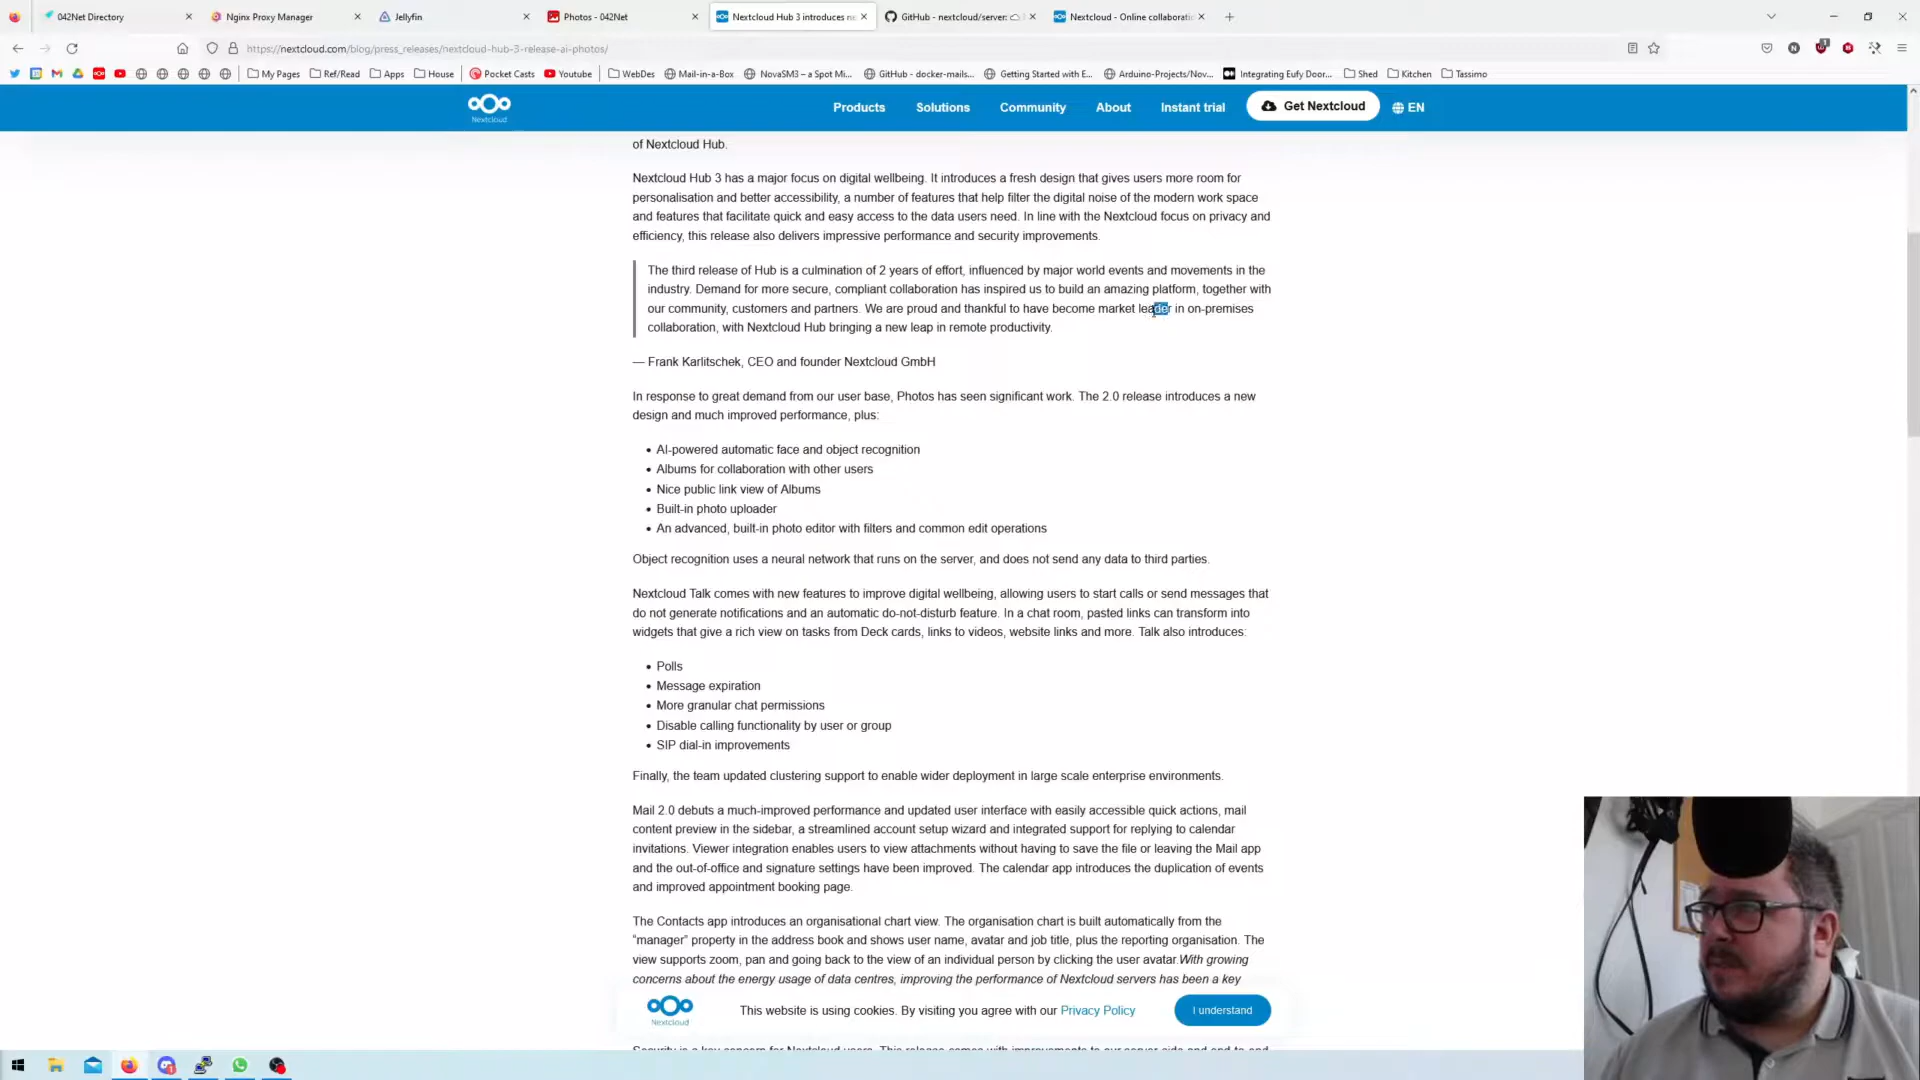 042Net Directory
Nginx Proxy Manager
Jellyfin
Photos - 042Net
Nextcloud Hub 3 introduces ne
GitHub - nextcloud/server:
Nextcloud - Online collaborati
https://nextcloud.com/blog/press_releases/nextcloud-hub-3-release-ai-photos/
My Pages
Ref/Read
Apps
House
Pocket Casts
Youtube
WebDes
Mail-in-a-Box
NovaSM3 – a Spot Mi...
GitHub - docker-mails...
Getting Started with E...
Arduino-Projects/Nov...
Integrating Eufy Door...
Shed
Kitchen
Tassimo
Nextcloud
Products
Solutions
Community
About
Instant trial
Get Nextcloud
EN
of Nextcloud Hub.
Nextcloud Hub 3 has a major focus on digital wellbeing. It introduces a fresh design that gives users more room for
personalisation and better accessibility, a number of features that help filter the digital noise of the modern work space
and features that facilitate quick and easy access to the data users need. In line with the Nextcloud focus on privacy and
efficiency, this release also delivers impressive performance and security improvements.
The third release of Hub is a culmination of 2 years of effort, influenced by major world events and movements in the
industry. Demand for more secure, compliant collaboration has inspired us to build an amazing platform, together with
our community, customers and partners. We are proud and thankful to have become market leader in on-premises
collaboration, with Nextcloud Hub bringing a new leap in remote productivity.
— Frank Karlitschek, CEO and founder Nextcloud GmbH
In response to great demand from our user base, Photos has seen significant work. The 2.0 release introduces a new
design and much improved performance, plus:
• AI-powered automatic face and object recognition
• Albums for collaboration with other users
• Nice public link view of Albums
• Built-in photo uploader
• An advanced, built-in photo editor with filters and common edit operations
Object recognition uses a neural network that runs on the server, and does not send any data to third parties.
Nextcloud Talk comes with new features to improve digital wellbeing, allowing users to start calls or send messages that
do not generate notifications and an automatic do-not-disturb feature. In a chat room, pasted links can transform into
widgets that give a rich view on tasks from Deck cards, links to videos, website links and more. Talk also introduces:
• Polls
• Message expiration
• More granular chat permissions
• Disable calling functionality by user or group
• SIP dial-in improvements
Finally, the team updated clustering support to enable wider deployment in large scale enterprise environments.
Mail 2.0 debuts a much-improved performance and updated user interface with easily accessible quick actions, mail
content preview in the sidebar, a streamlined account setup wizard and integrated support for replying to calendar
invitations. Viewer integration enables users to view attachments without having to save the file or leaving the Mail app
and the out-of-office and signature settings have been improved. The calendar app introduces the duplication of events
and improved appointment booking page.
The Contacts app introduces an organisational chart view. The organisation chart is built automatically from the
“manager” property in the address book and shows user name, avatar and job title, plus the reporting organisation. The
view supports zoom, pan and going back to the view of an individual person by clicking the user avatar.With growing
concerns about the energy usage of data centres, improving the performance of Nextcloud servers has been a key
Nextcloud
This website is using cookies. By visiting you agree with our Privacy Policy
I understand
Security is a key concern for Nextcloud users. This release comes with improvements to our server side and end-to-end